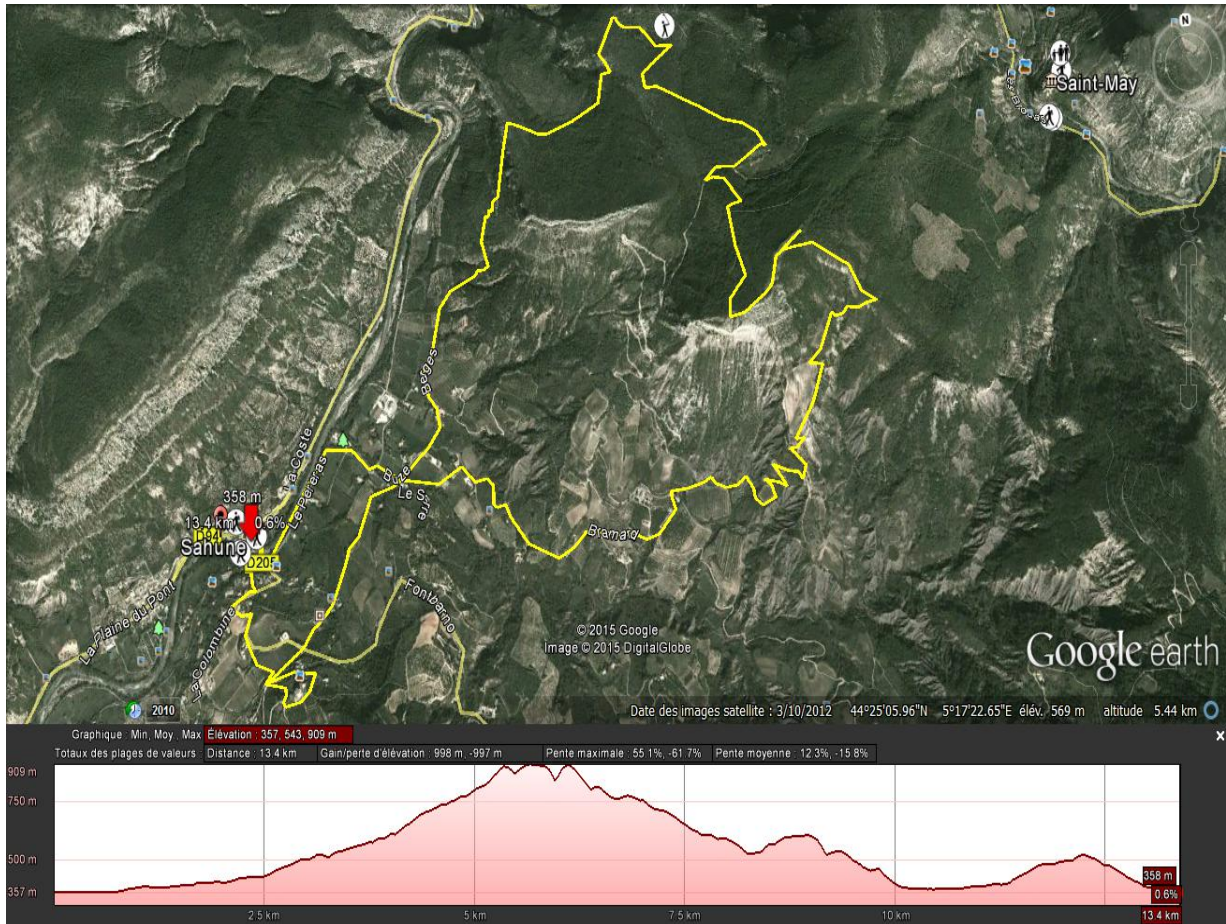 N
Saint-May
Les Brouas
Berges
La Coste
Le Pereras
Buze
Le Serre
358 m
13.4 km 0.6%
D94
Sahune
D205
Bramard
Fontbarno
La Plaine du Pont
La Colombune
© 2015 Google
Image © 2015 DigitalGlobe
Google earth
2010
Date des images satellite : 3/10/2012 44°25'05.96"N 5°17'22.65"E élév. 569 m altitude 5.44 km
Graphique : Min, Moy., Max Élévation : 357, 543, 909 m
Totaux des plages de valeurs : Distance : 13.4 km Gain/perte d'élévation : 998 m, -997 m Pente maximale : 55.1%, -61.7% Pente moyenne : 12.3%, -15.8%
x
909 m
750 m
500 m
357 m
358 m
0.6%
2.5 km 5 km 7.5 km 10 km 13.4 km